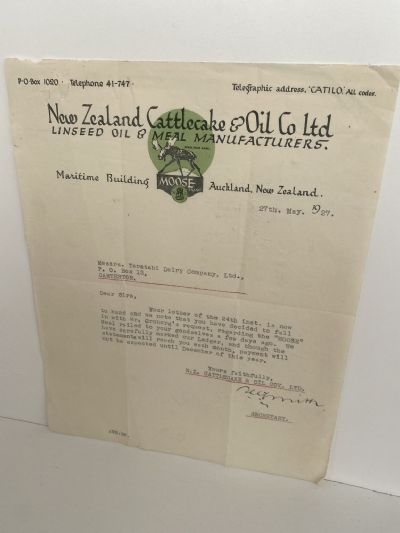 P·O·Box 1020 · Telephone 41-747 · Telegraphic address, 'CATILO,' All codes.
New Zealand Cattlecake & Oil Co Ltd
LINSEED OIL & MEAL MANUFACTURERS.
MOOSE
Maritime Building Auckland, New Zealand.
27th. May. 1927.
Messrs. Taratahi Dairy Company, Ltd.,
P. O. Box 12,
CARTERTON.
Dear Sirs,
Your letter of the 24th inst. is now
to hand and we note that you have decided to fall
in with Mr. request, regarding the "MOOSE"
Meal railed to your goodselves a few days ago. We
have carefully marked our Ledger, and though the
statements will reach you each month, payment will
not be expected until December of this year.
Yours faithfully,
N.Z. CATTLECAKE & OIL COY. LTD.
SECRETARY.